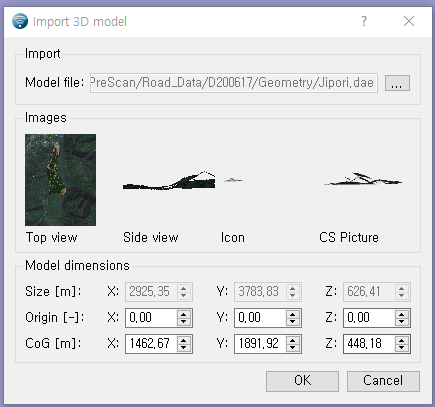 Import 3D model
Import
Model file: PreScan/Road_Data/D200617/Geometry/Jipori.dae ...
Images
Top view Side view Icon CS Picture
Model dimensions
Size [m]: X: 2925.35 Y: 3783.83 Z: 626.41
Origin [-]: X: 0.00 Y: 0.00 Z: 0.00
CoG [m]: X: 1462.67 Y: 1891.92 Z: 448.18
OK Cancel